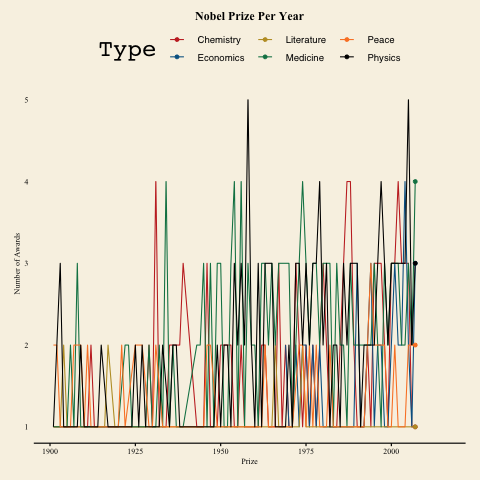 Nobel Prize Per Year
Type
Chemistry Literature Peace
Economics Medicine Physics
Number of Awards
5
4
3
2
1
1900 1925 1950 1975 2000
Prize